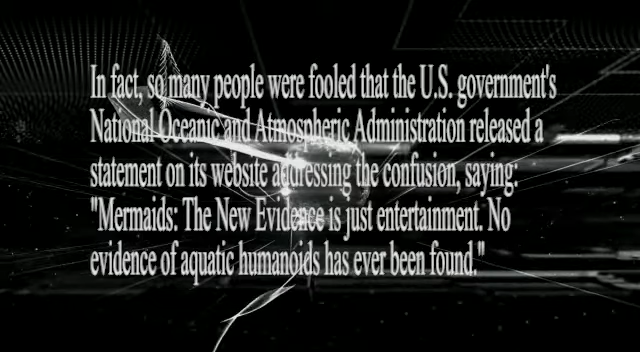 In fact, so many people were fooled that the U.S. government's
National Oceanic and Atmospheric Administration released a
statement on its website addressing the confusion, saying:
"Mermaids: The New Evidence is just entertainment. No
evidence of aquatic humanoids has ever been found."